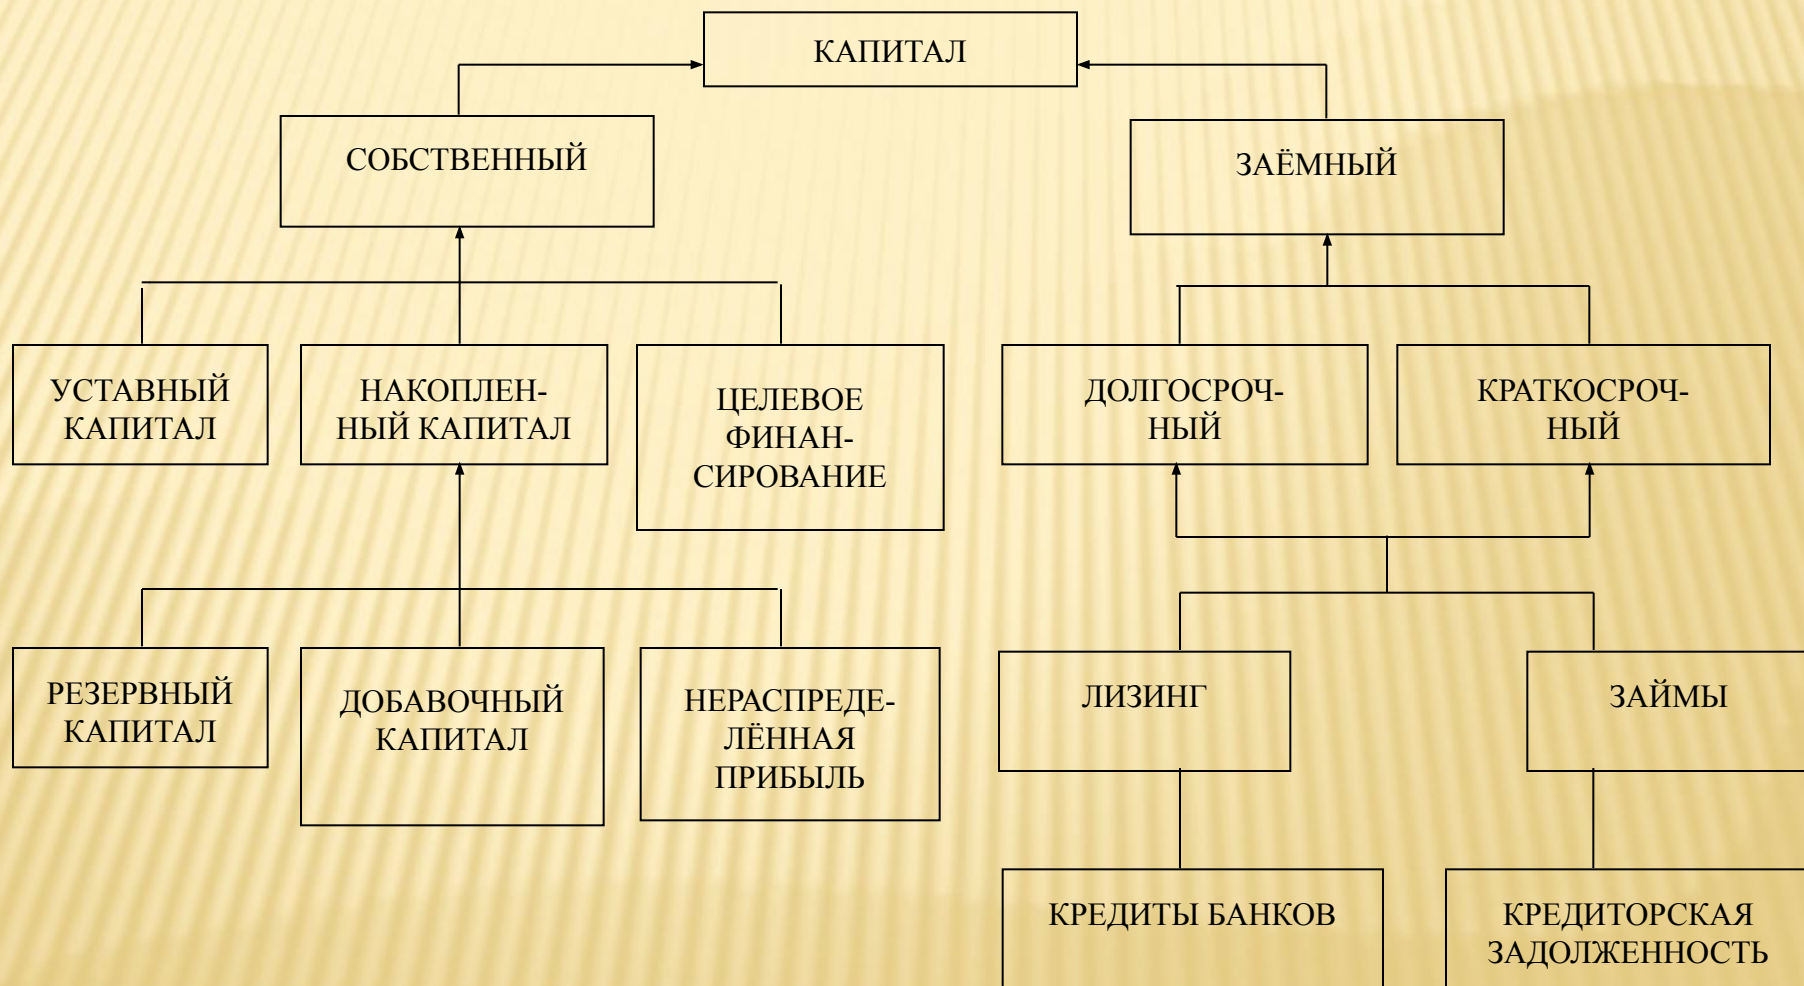 КАПИТАЛ
СОБСТВЕННЫЙ
ЗАЁМНЫЙ
УСТАВНЫЙ
КАПИТАЛ
НАКОПЛЕН-
НЫЙ КАПИТАЛ
ЦЕЛЕВОЕ
ФИНАН-
СИРОВАНИЕ
ДОЛГОСРОЧ-
НЫЙ
КРАТКОСРОЧ-
НЫЙ
РЕЗЕРВНЫЙ
КАПИТАЛ
ДОБАВОЧНЫЙ
КАПИТАЛ
НЕРАСПРЕДЕ-
ЛЁННАЯ
ПРИБЫЛЬ
ЛИЗИНГ
ЗАЙМЫ
КРЕДИТЫ БАНКОВ
КРЕДИТОРСКАЯ
ЗАДОЛЖЕННОСТЬ